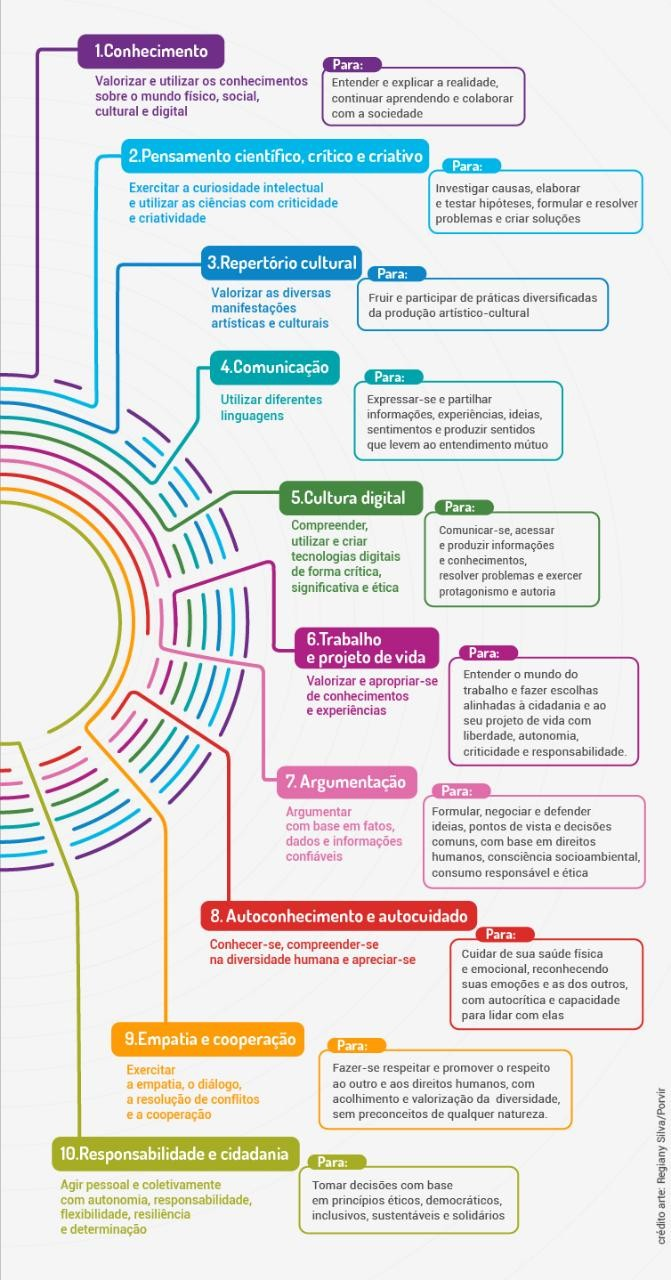 1.Conhecimento
Valorizar e utilizar os conhecimentos
sobre o mundo físico, social,
cultural e digital
Para:
Entender e explicar a realidade,
continuar aprendendo e colaborar
com a sociedade
2.Pensamento científico, crítico e criativo
Exercitar a curiosidade intelectual
e utilizar as ciências com criticidade
e criatividade
Para:
Investigar causas, elaborar
e testar hipóteses, formular e resolver
problemas e criar soluções
3.Repertório cultural
Valorizar as diversas
manifestações
artísticas e culturais
Para:
Fruir e participar de práticas diversificadas
da produção artístico-cultural
4.Comunicação
Utilizar diferentes
linguagens
Para:
Expressar-se e partilhar
informações, experiências, ideias,
sentimentos e produzir sentidos
que levem ao entendimento mútuo
5.Cultura digital
Compreender,
utilizar e criar
tecnologias digitais
de forma crítica,
significativa e ética
Para:
Comunicar-se, acessar
e produzir informações
e conhecimentos,
resolver problemas e exercer
protagonismo e autoria
6.Trabalho
e projeto de vida
Valorizar e apropriar-se
de conhecimentos
e experiências
Para:
Entender o mundo do
trabalho e fazer escolhas
alinhadas à cidadania e ao
seu projeto de vida com
liberdade, autonomia,
criticidade e responsabilidade.
7. Argumentação
Argumentar
com base em fatos,
dados e informações
confiáveis
Para:
Formular, negociar e defender
ideias, pontos de vista e decisões
comuns, com base em direitos
humanos, consciência socioambiental,
consumo responsável e ética
8. Autoconhecimento e autocuidado
Conhecer-se, compreender-se
na diversidade humana e apreciar-se
Para:
Cuidar de sua saúde física
e emocional, reconhecendo
suas emoções e as dos outros,
com autocrítica e capacidade
para lidar com elas
9.Empatia e cooperação
Exercitar
a empatia, o diálogo,
a resolução de conflitos
e a cooperação
Para:
Fazer-se respeitar e promover o respeito
ao outro e aos direitos humanos, com
acolhimento e valorização da diversidade,
sem preconceitos de qualquer natureza.
10.Responsabilidade e cidadania
Agir pessoal e coletivamente
com autonomia, responsabilidade,
flexibilidade, resiliência
e determinação
Para:
Tomar decisões com base
em princípios éticos, democráticos,
inclusivos, sustentáveis e solidários
crédito arte: Regiany Silva/Porvir